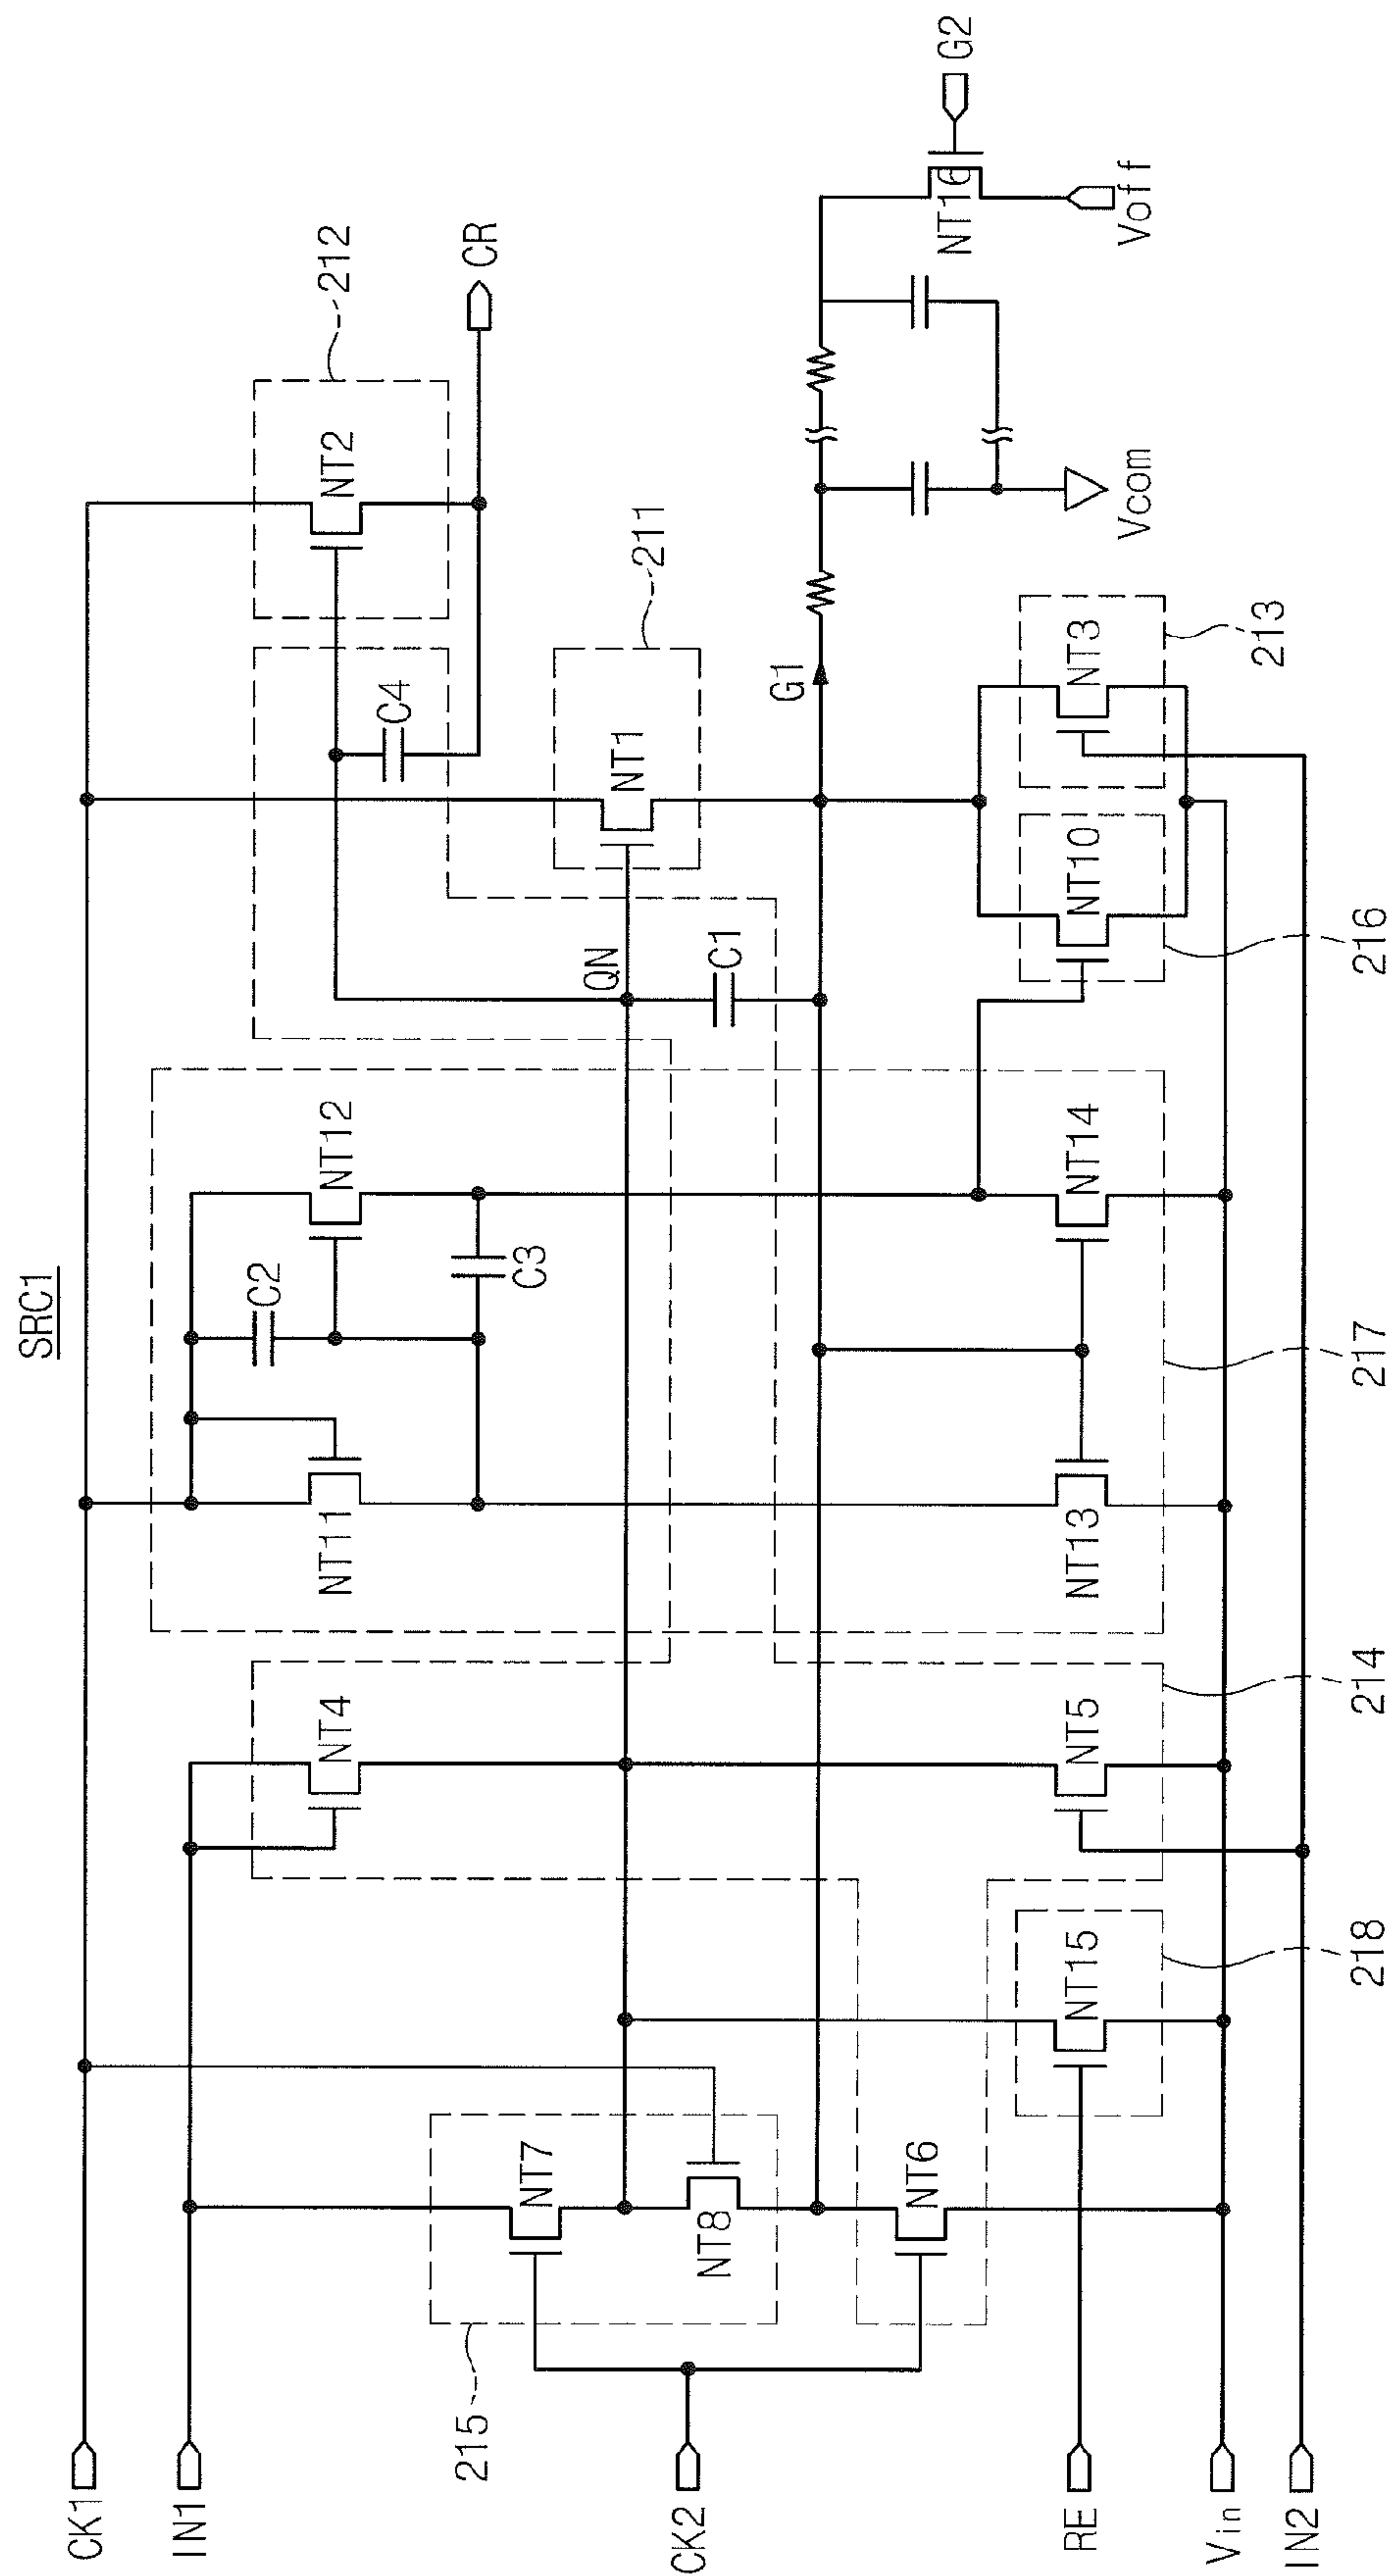 SRC1
CK1
IN1
CK2
RE
Vin
IN2
215
NT7
NT8
NT6
NT15
218
NT4
NT5
214
NT11
C2
NT12
C3
NT13
NT14
217
QN
C1
C4
NT2
212
CR
NT1
211
G1
NT10
216
NT3
213
Vcom
NT16
G2
Voff